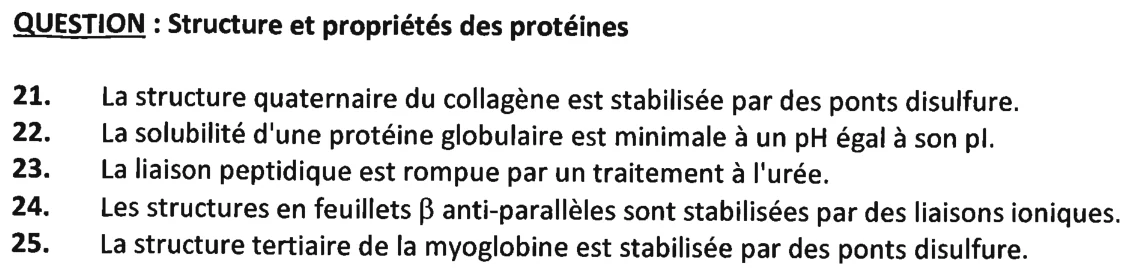 QUESTION : Structure et propriétés des protéines
21. La structure quaternaire du collagène est stabilisée par des ponts disulfure.
22. La solubilité d'une protéine globulaire est minimale à un pH égal à son pI.
23. La liaison peptidique est rompue par un traitement à l'urée.
24. Les structures en feuillets β anti-parallèles sont stabilisées par des liaisons ioniques.
25. La structure tertiaire de la myoglobine est stabilisée par des ponts disulfure.